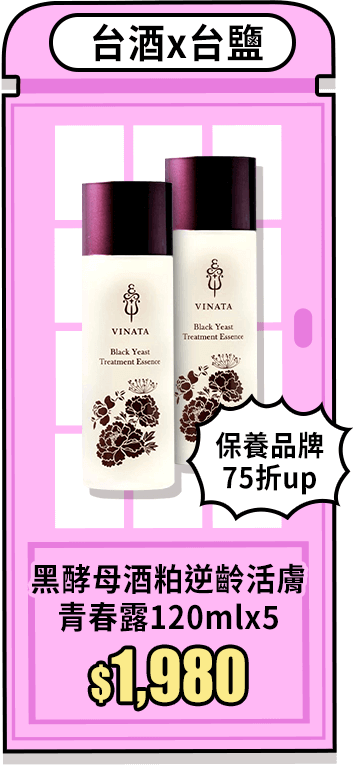 台酒x台鹽
VINATA
Black Yeast
Treatment Essence
VINATA
Black Yeast
Treatment Essence
保養品牌
75折up
黑酵母酒粕逆齡活膚
青春露120mlx5
$1,980